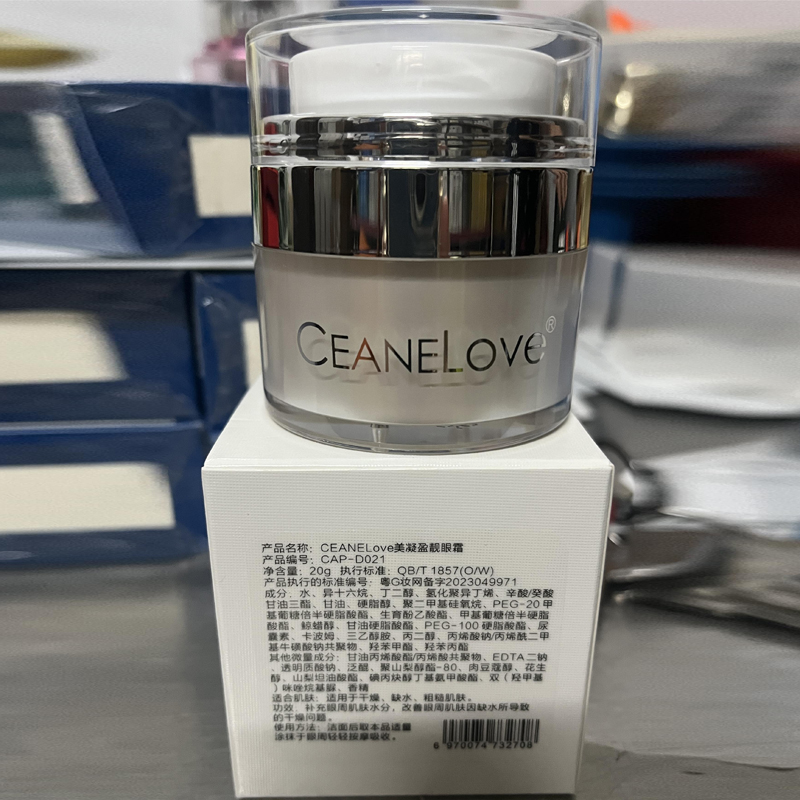 CEANELOVE®
产品名称：CEANELove美凝盈靓眼霜
产品编号：CAP-D021
净含量：20g 执行标准：QB/T 1857(O/W)
产品执行的标准编号：粤G妆网备字2023049971
成分：水、异十六烷、丁二醇、氢化聚异丁烯、辛酸/癸酸
甘油三酯、甘油、硬脂醇、聚二甲基硅氧烷、PEG-20 甲
基葡糖倍半硬脂酸酯、生育酚乙酸酯、甲基葡糖倍半硬脂
酸酯、鲸蜡醇、甘油硬脂酸酯、PEG-100 硬脂酸酯、尿
囊素、卡波姆、三乙醇胺、丙二醇、丙烯酸钠/丙烯酰二甲
基牛磺酸钠共聚物、羟苯甲酯、羟苯丙酯
其他微量成分：甘油丙烯酸酯/丙烯酸共聚物、EDTA 二钠
、透明质酸钠、泛醌、聚山梨醇酯-80、肉豆蔻醇、花生
醇、山梨坦油酸酯、碘丙炔醇丁基氨甲酸酯、双（羟甲基
）咪唑烷基脲、香精
适合肌肤：适用于干燥、缺水、粗糙肌肤。
功效：补充眼周肌肤水分，改善眼周肌肤因缺水所导致
的干燥问题。
使用方法：洁面后取本品适量
涂抹于眼周轻轻按摩吸收。
6 970074 732708